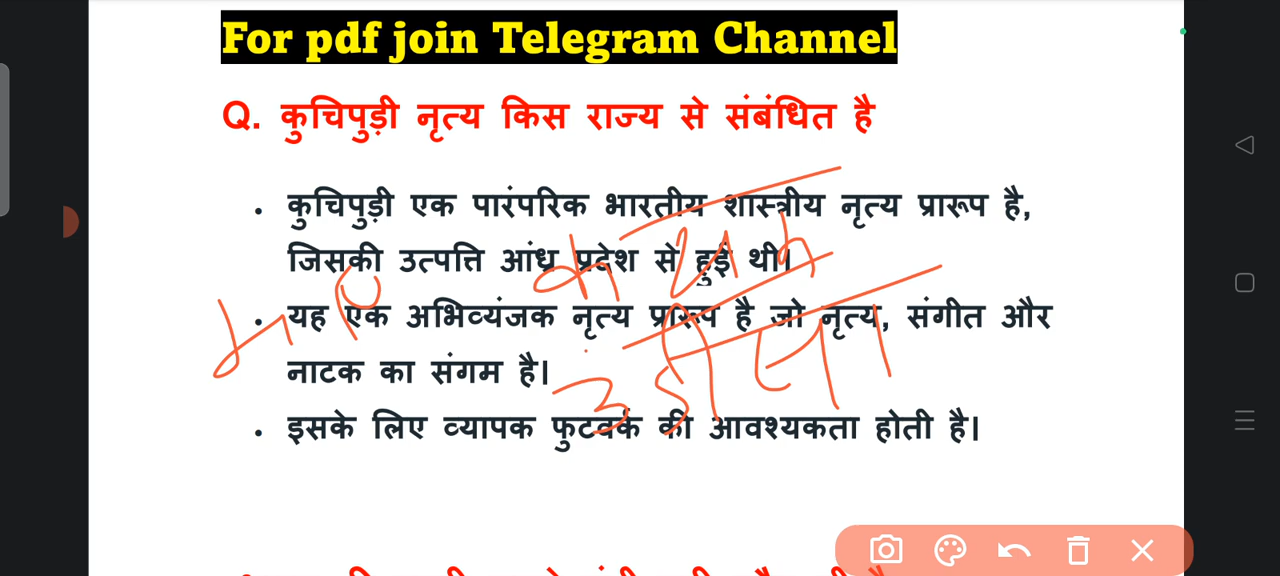 For pdf join Telegram Channel
Q. कुचिपुड़ी नृत्य किस राज्य से संबंधित है
. कुचिपुड़ी एक पारंपरिक भारतीय शास्त्रीय नृत्य प्रारूप है,
जिसकी उत्पत्ति आंध्र प्रदेश से हुई थी।
. यह एक अभिव्यंजक नृत्य प्रारूप है जो नृत्य, संगीत और
नाटक का संगम है।
. इसके लिए व्यापक फुटवर्क की आवश्यकता होती है।